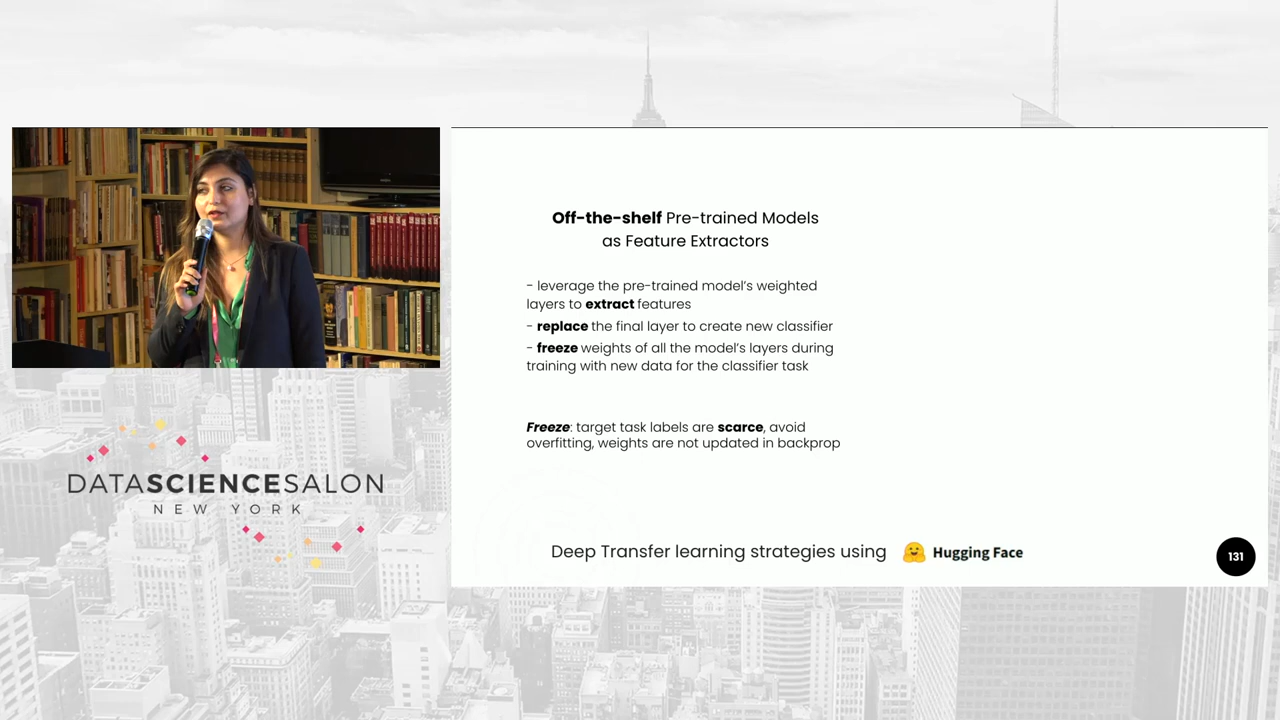 Off-the-shelf Pre-trained Models
as Feature Extractors
- leverage the pre-trained model's weighted
layers to extract features
- replace the final layer to create new classifier
- freeze weights of all the model's layers during
training with new data for the classifier task
Freeze: target task labels are scarce, avoid
overfitting, weights are not updated in backprop
Deep Transfer learning strategies using Hugging Face
131
DATASCIENCESALON
NEW YORK